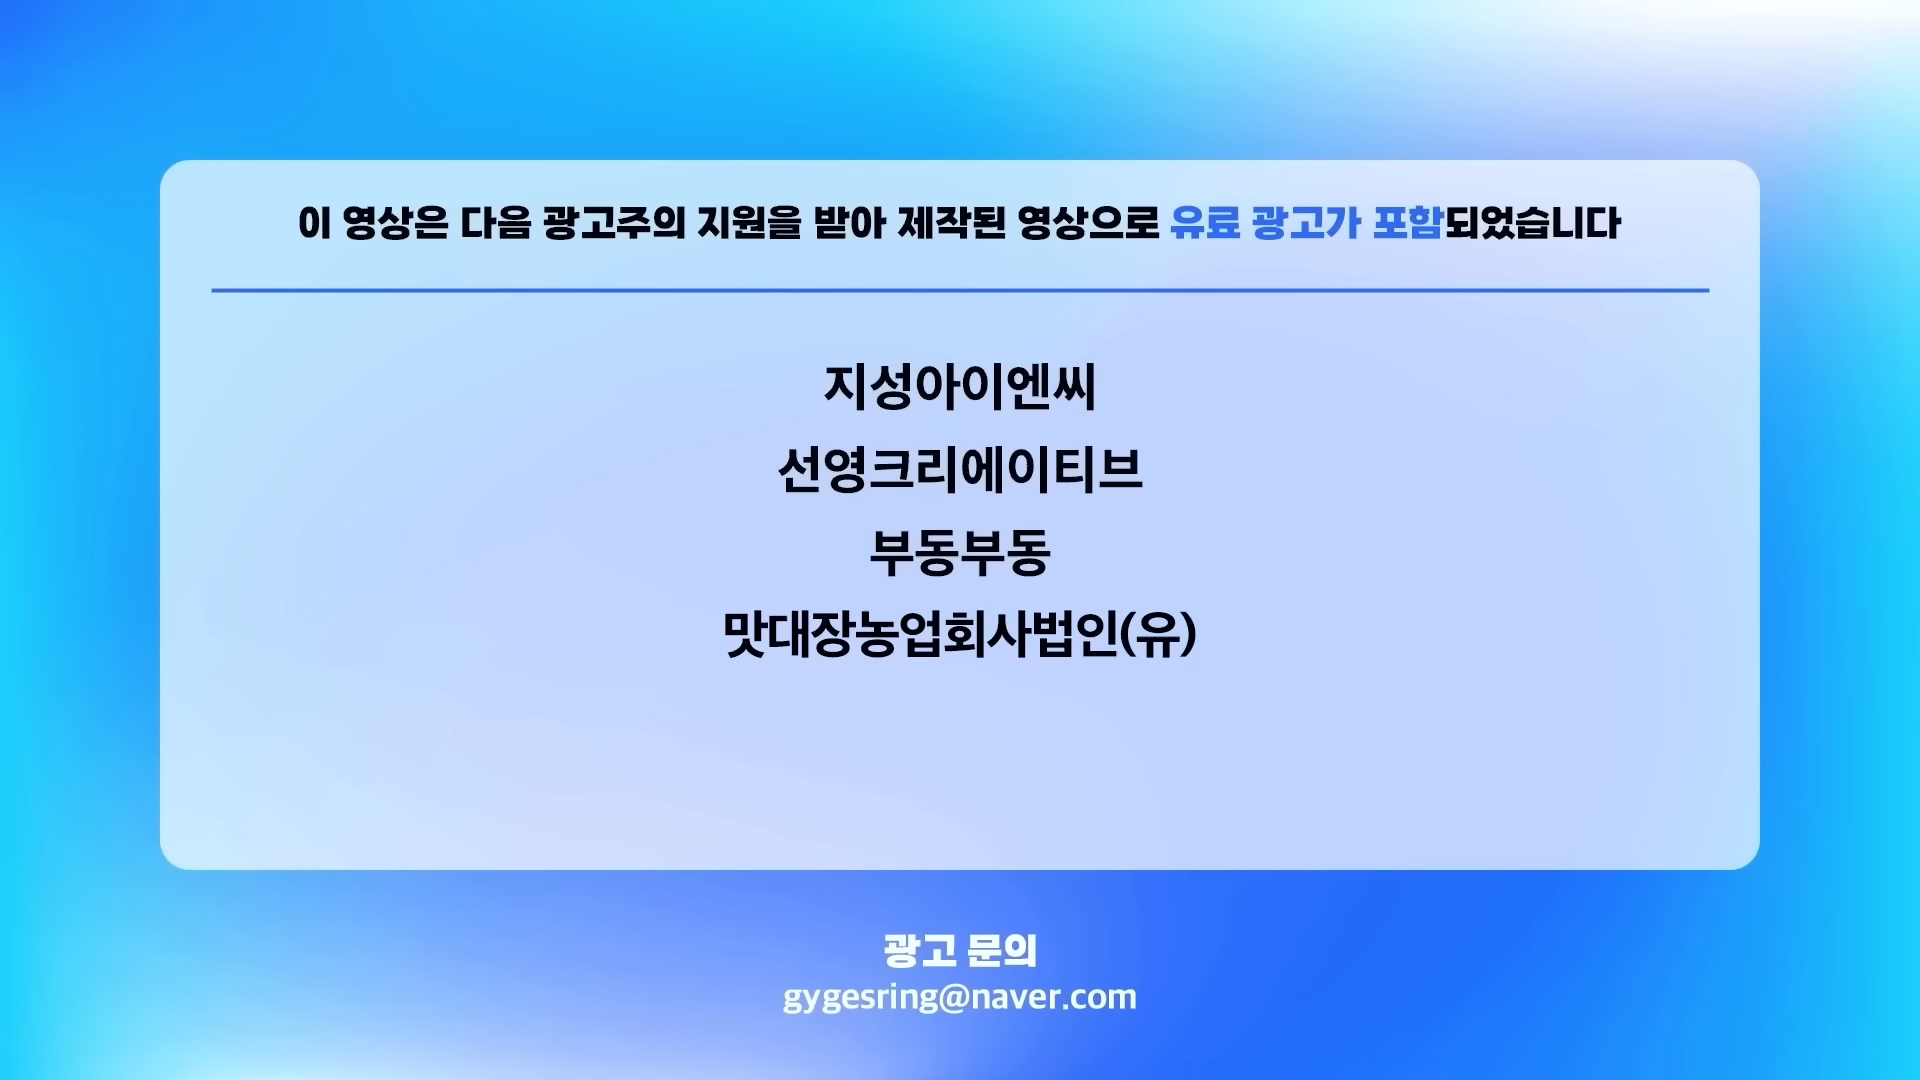 이 영상은 다음 광고주의 지원을 받아 제작된 영상으로 유료 광고가 포함되었습니다
지성아이엔씨
선영크리에이티브
부동부동
맛대장농업회사법인(유)
광고 문의
gygesring@naver.com